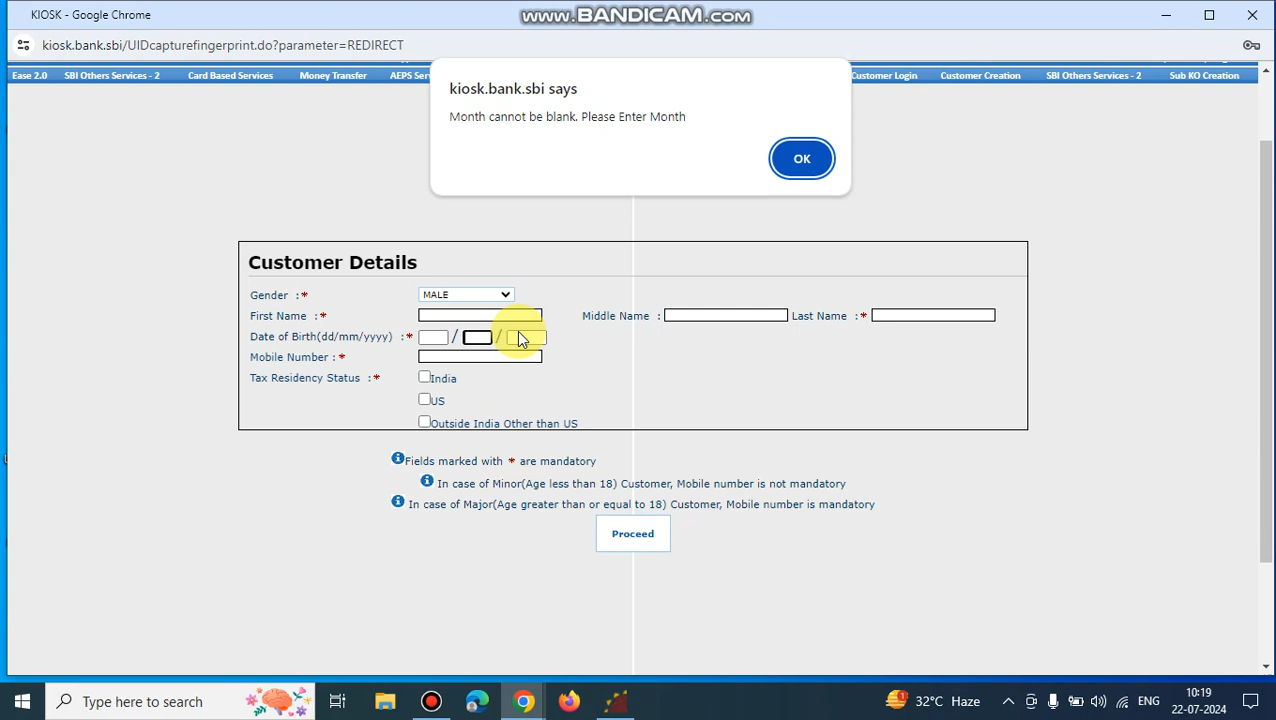 KIOSK - Google Chrome
www.BANDICAM.com
kiosk.bank.sbi/UIDcapturefingerprint.do?parameter=REDIRECT
Ease 2.0 SBI Others Services - 2 Card Based Services Money Transfer AEPS Customer Login Customer Creation SBI Others Services - 2 Sub KO Creation
kiosk.bank.sbi says
Month cannot be blank. Please Enter Month
OK
Customer Details
Gender :* MALE
First Name :* Middle Name : Last Name :*
Date of Birth(dd/mm/yyyy) :* / /
Mobile Number :*
Tax Residency Status :* India
US
Outside India Other than US
Fields marked with * are mandatory
In case of Minor(Age less than 18) Customer, Mobile number is not mandatory
In case of Major(Age greater than or equal to 18) Customer, Mobile number is mandatory
Proceed
Type here to search 1 32°C Haze ENG 10:19
22-07-2024